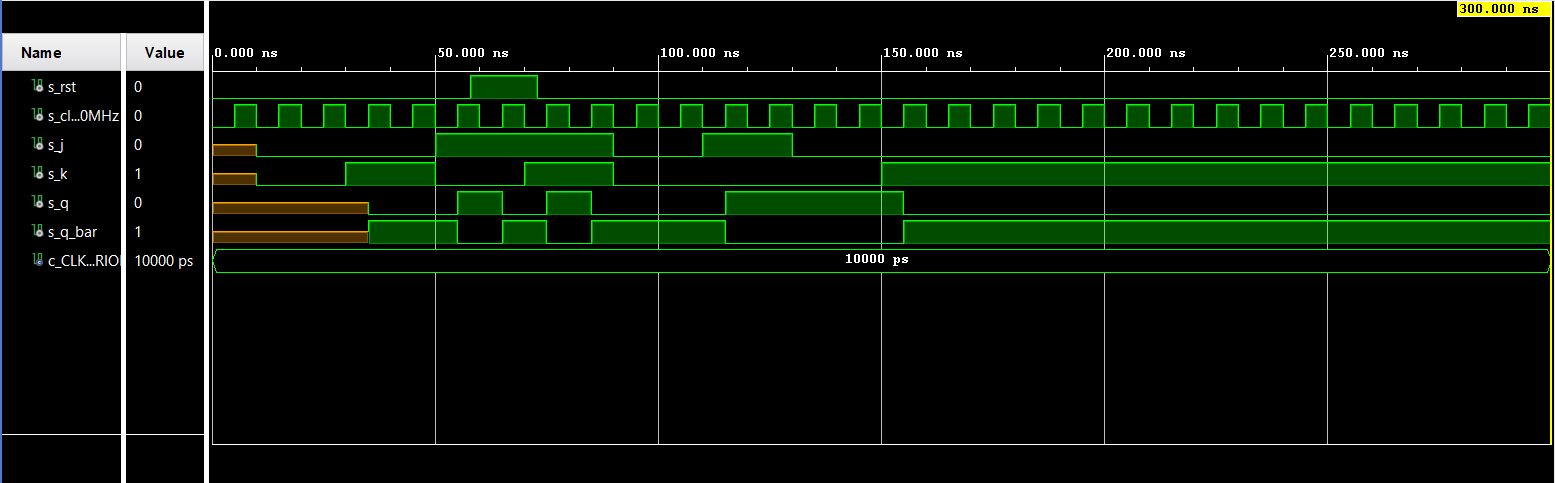 300.000 ns
Name Value
0.000 ns 50.000 ns 100.000 ns 150.000 ns 200.000 ns 250.000 ns
s_rst 0
s_cl...0MHz 0
s_j 0
s_k 1
s_q 0
s_q_bar 1
c_CLK...RIOD 10000 ps 10000 ps